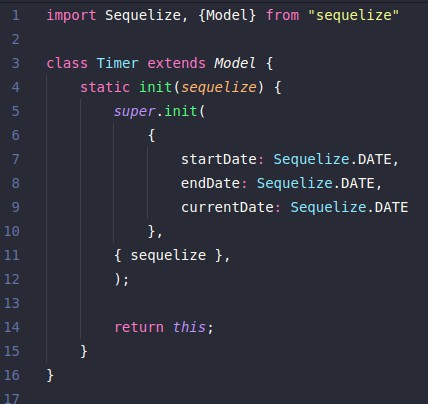 1 import Sequelize, {Model} from "sequelize"
2
3 class Timer extends Model {
4     static init(sequelize) {
5         super.init(
6             {
7                 startDate: Sequelize.DATE,
8                 endDate: Sequelize.DATE,
9                 currentDate: Sequelize.DATE
10             },
11         { sequelize },
12         );
13
14         return this;
15     }
16 }
17